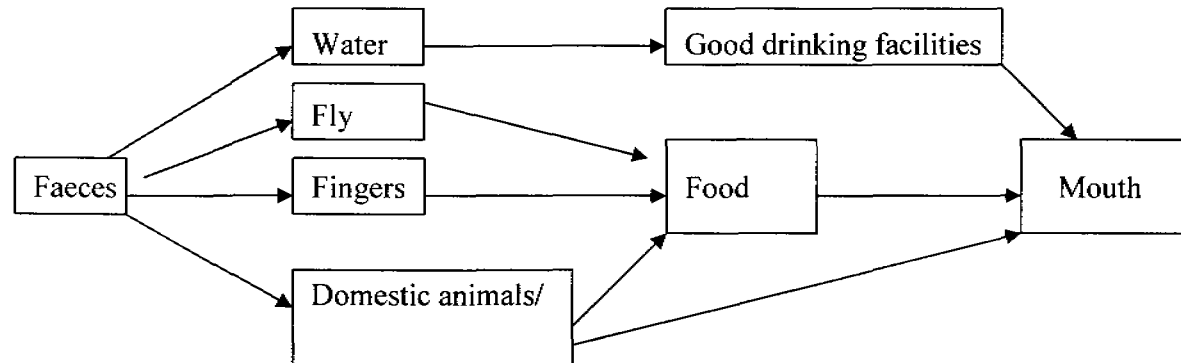 Water
Good drinking facilities
Fly
Faeces
Fingers
Food
Mouth
Domestic animals/